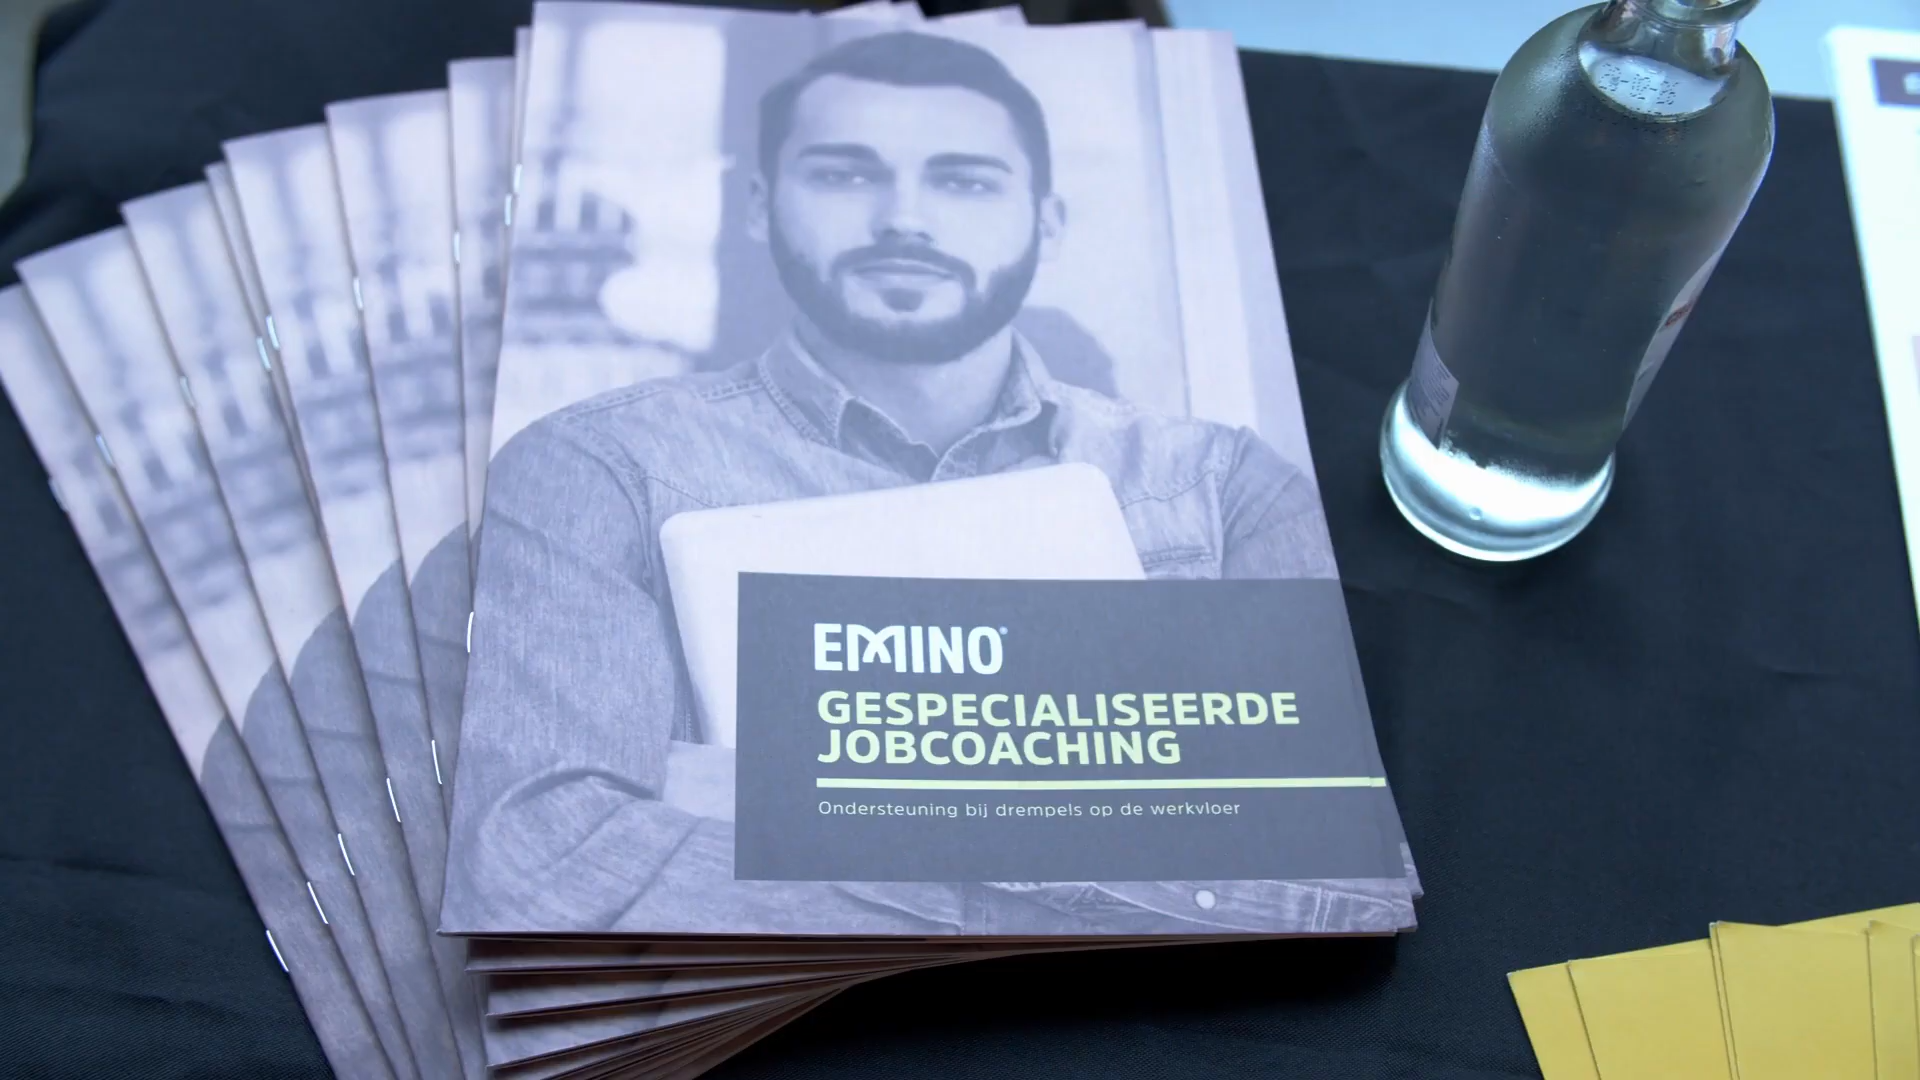 EMINO
GESPECIALISEERDE
JOBCOACHING
Ondersteuning bij drempels op de werkvloer